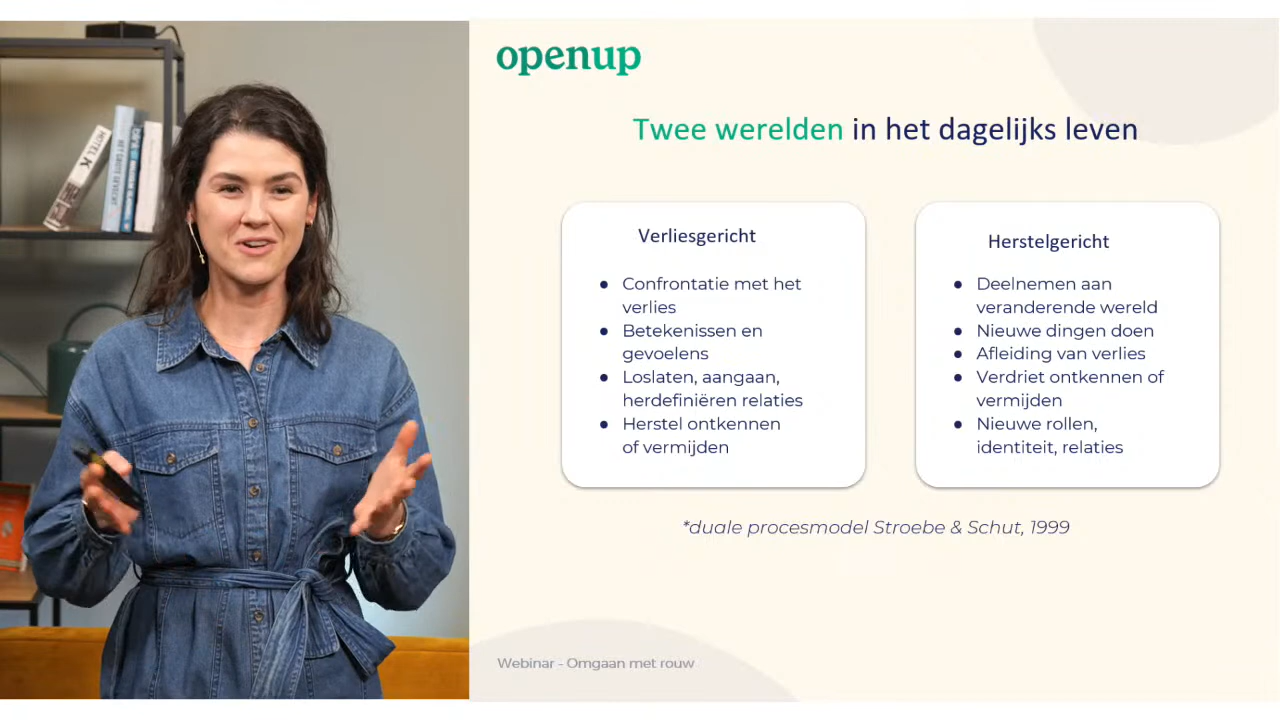 openup
Twee werelden in het dagelijks leven
Verliesgericht
● Confrontatie met het
verlies
● Betekenissen en
gevoelens
● Loslaten, aangaan,
herdefiniëren relaties
● Herstel ontkennen
of vermijden
Herstelgericht
● Deelnemen aan
veranderende wereld
● Nieuwe dingen doen
● Afleiding van verlies
● Verdriet ontkennen of
vermijden
● Nieuwe rollen,
identiteit, relaties
*duale procesmodel Stroebe & Schut, 1999
Webinar - Omgaan met rouw
HOTEL K